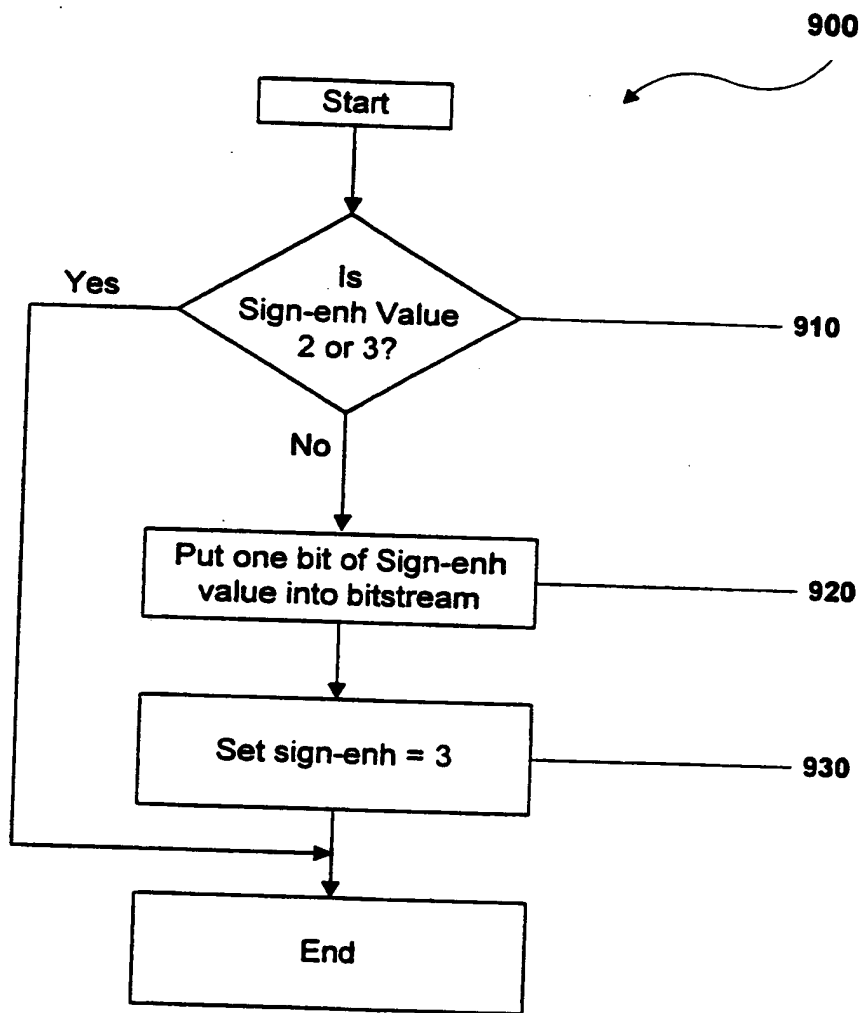 900
Start
Yes
Is
Sign-enh Value
2 or 3?
910
No
Put one bit of Sign-enh
value into bitstream
920
Set sign-enh = 3
930
End